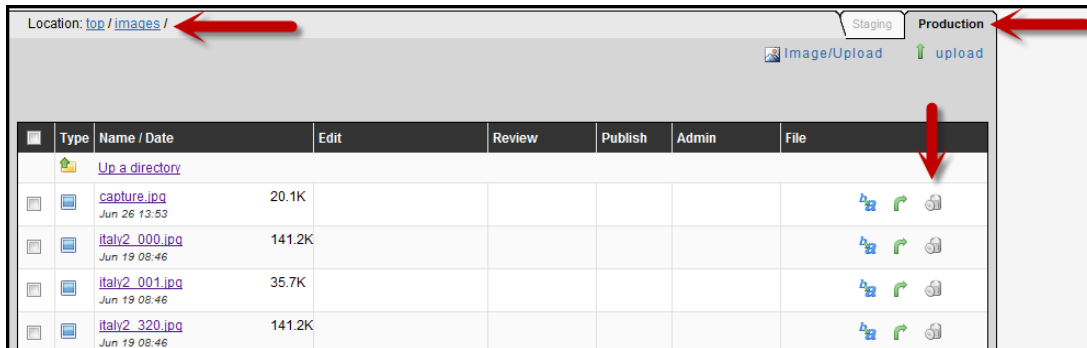 Location: top / images /
Staging
Production
Image/Upload
upload
Type Name / Date Edit Review Publish Admin File
Up a directory
capture.jpg 20.1K
Jun 26 13:53
italy2_000.jpg 141.2K
Jun 19 08:46
italy2_001.jpg 35.7K
Jun 19 08:46
italy2_320.jpg 141.2K
Jun 19 08:46